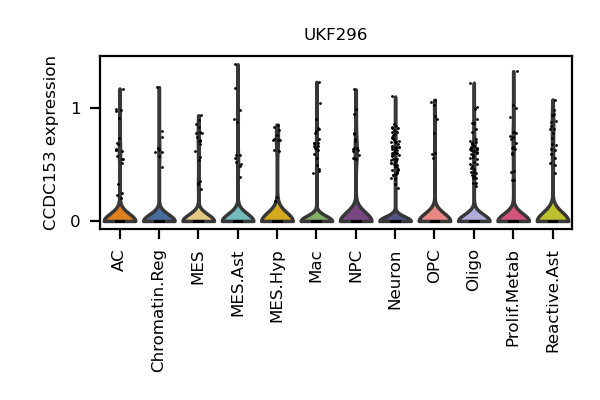 UKF296
CCDC153 expression
1
0
AC
Chromatin.Reg
MES
MES.Ast
MES.Hyp
Mac
NPC
Neuron
OPC
Oligo
Prolif.Metab
Reactive.Ast